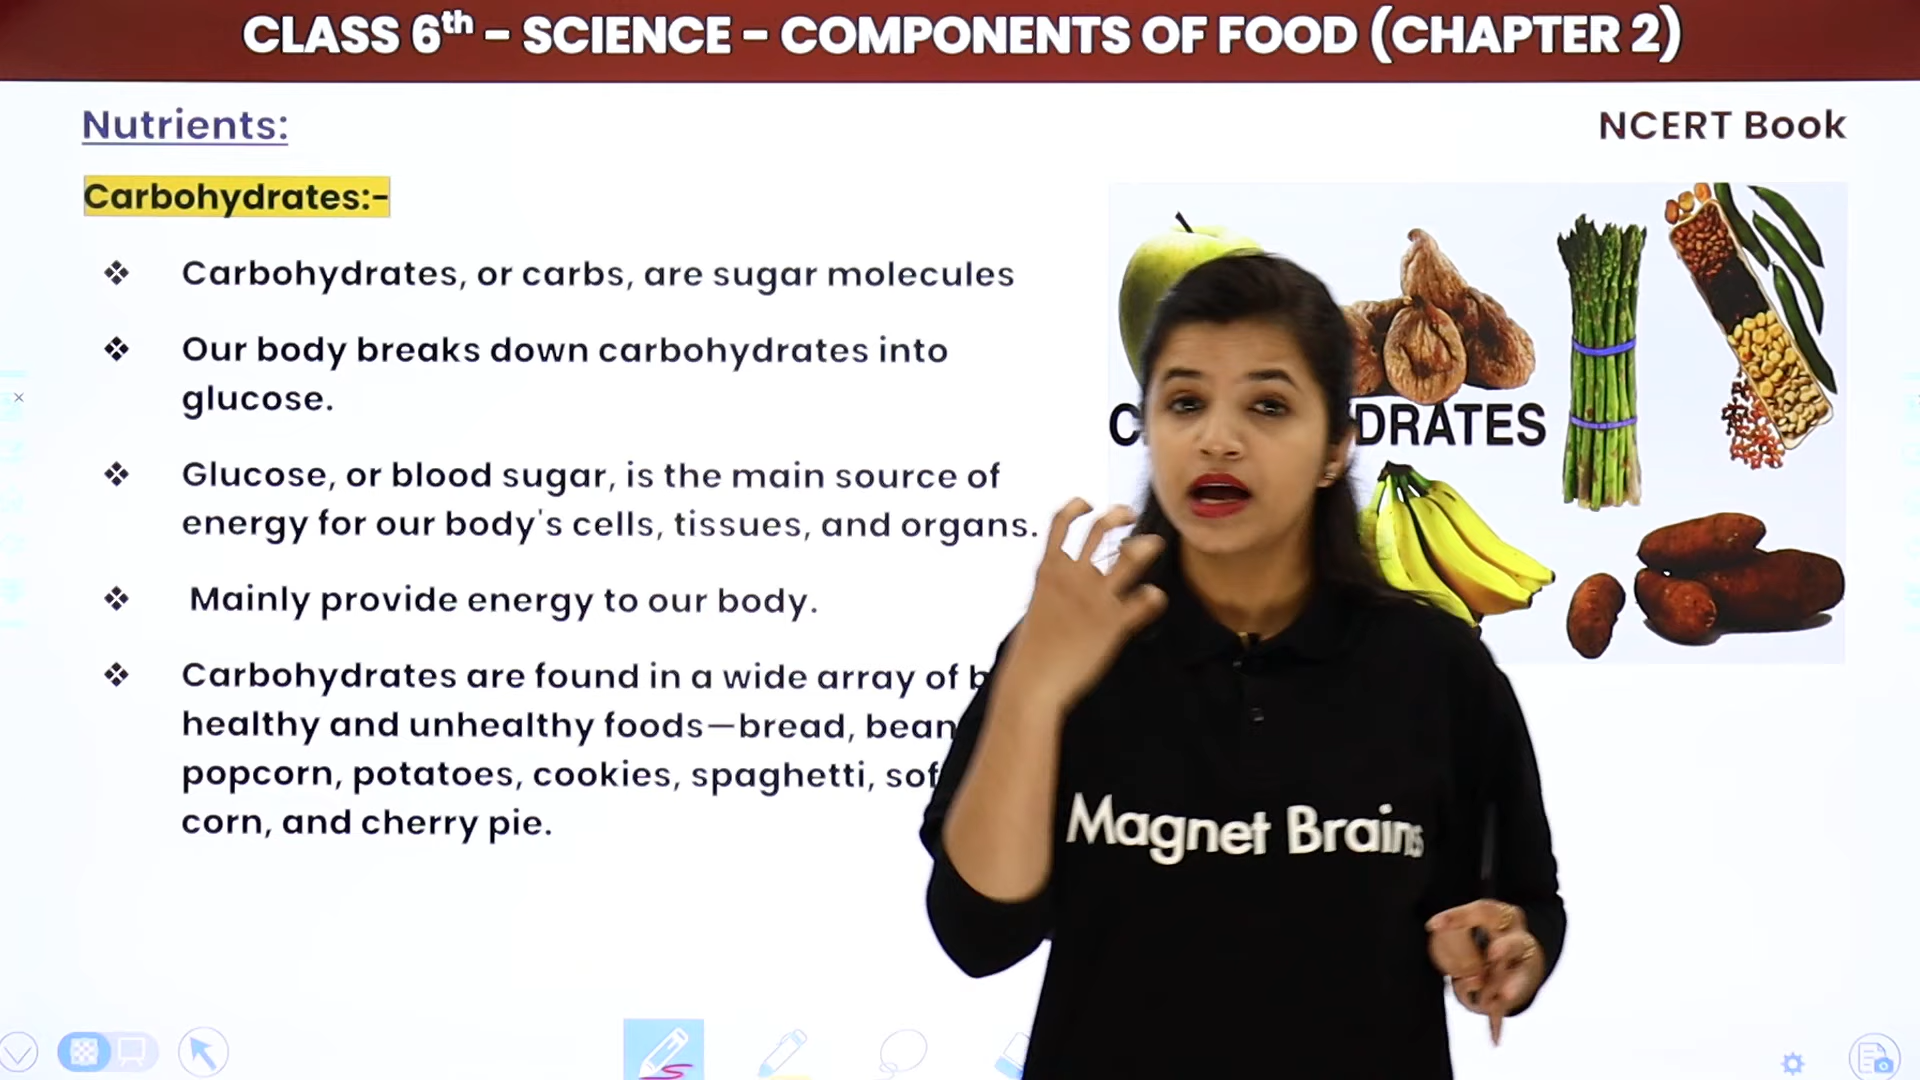 CLASS 6th - SCIENCE - COMPONENTS OF FOOD (CHAPTER 2)
Nutrients:
NCERT Book
Carbohydrates:-
❖ Carbohydrates, or carbs, are sugar molecules
❖ Our body breaks down carbohydrates into
glucose.
❖ Glucose, or blood sugar, is the main source of
energy for our body's cells, tissues, and organs.
❖ Mainly provide energy to our body.
❖ Carbohydrates are found in a wide array of
healthy and unhealthy foods—bread,
popcorn, potatoes, cookies, spaghetti,
corn, and cherry pie.
DRATES
Magnet Brains